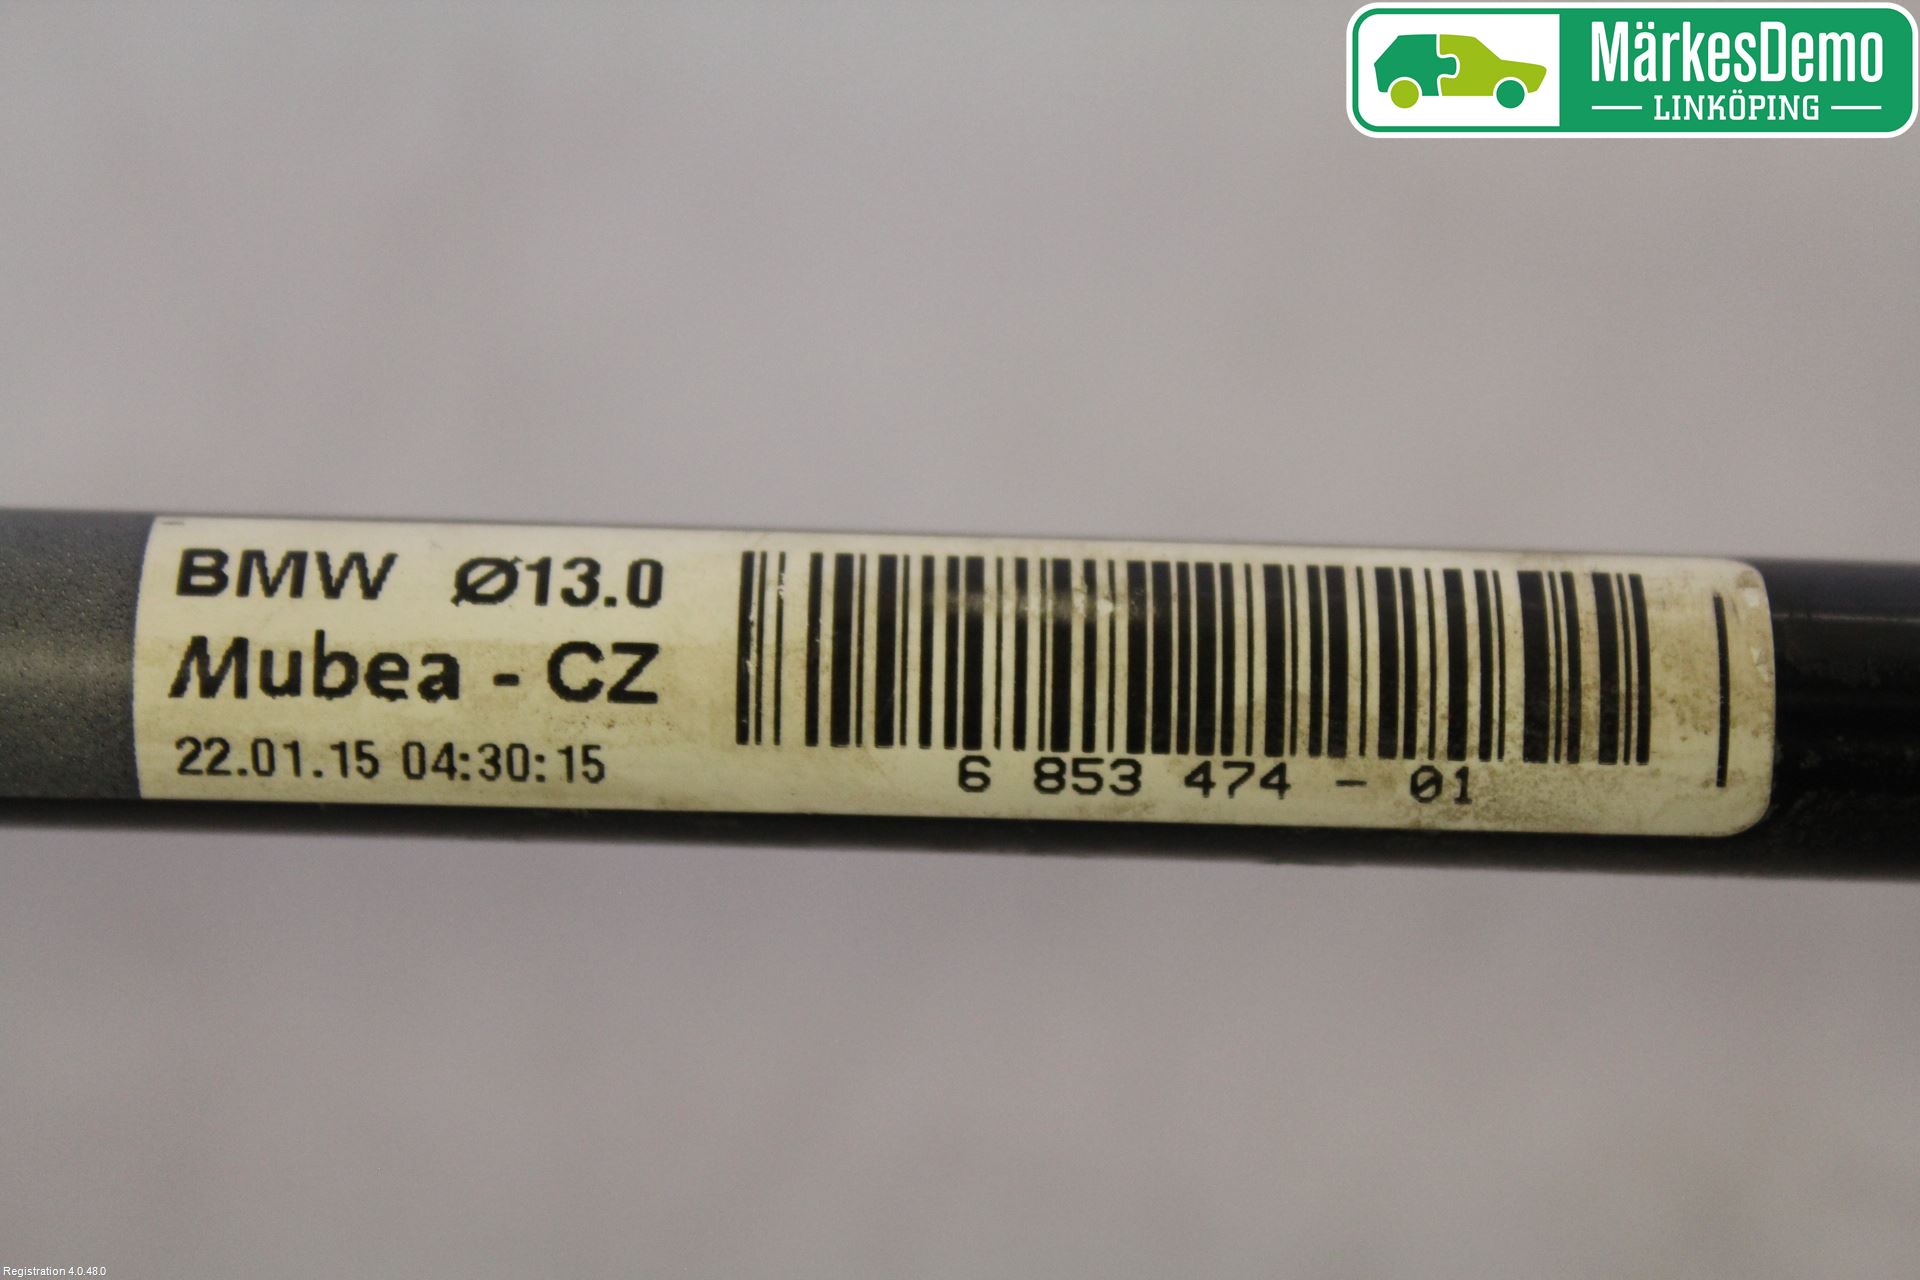 MärkesDemo
LINKÖPING
BMW Ø13.0
Mubea - CZ
22.01.15 04:30:15
6 853 474 - 01
Registration 4.0.48.0